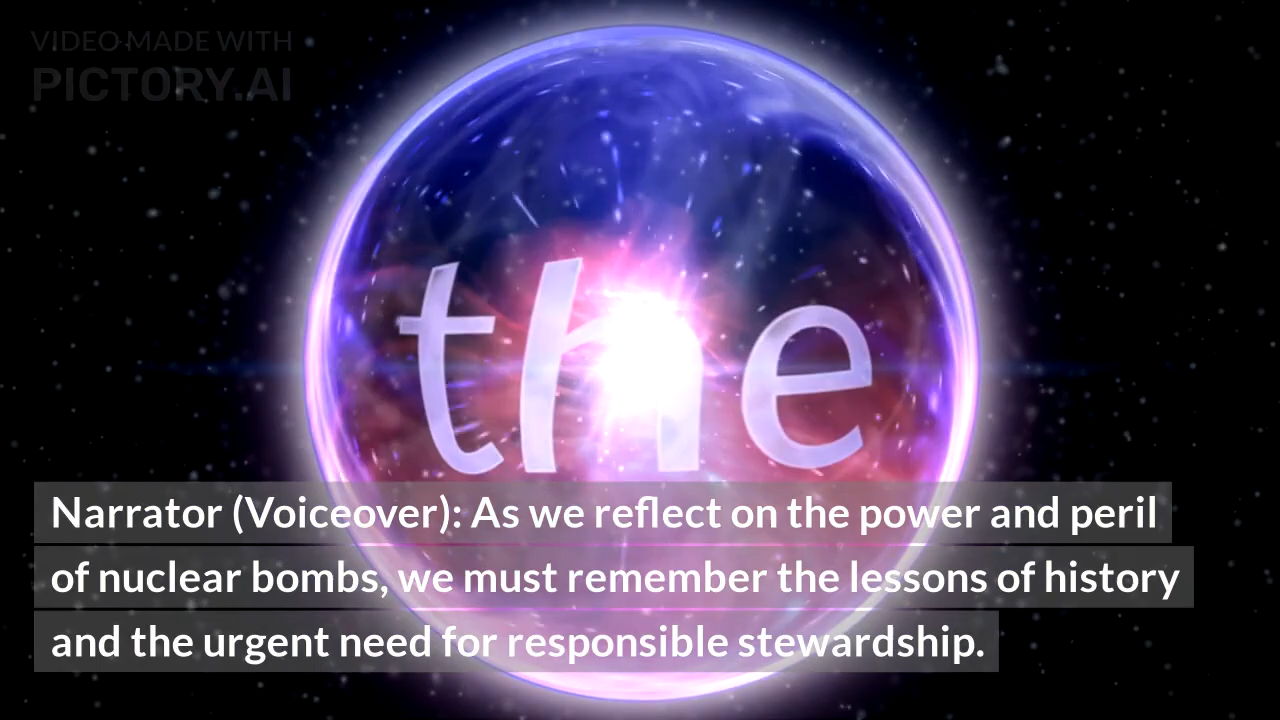 VIDEO MADE WITH
PICTORY.AI
the
Narrator (Voiceover): As we reflect on the power and peril
of nuclear bombs, we must remember the lessons of history
and the urgent need for responsible stewardship.